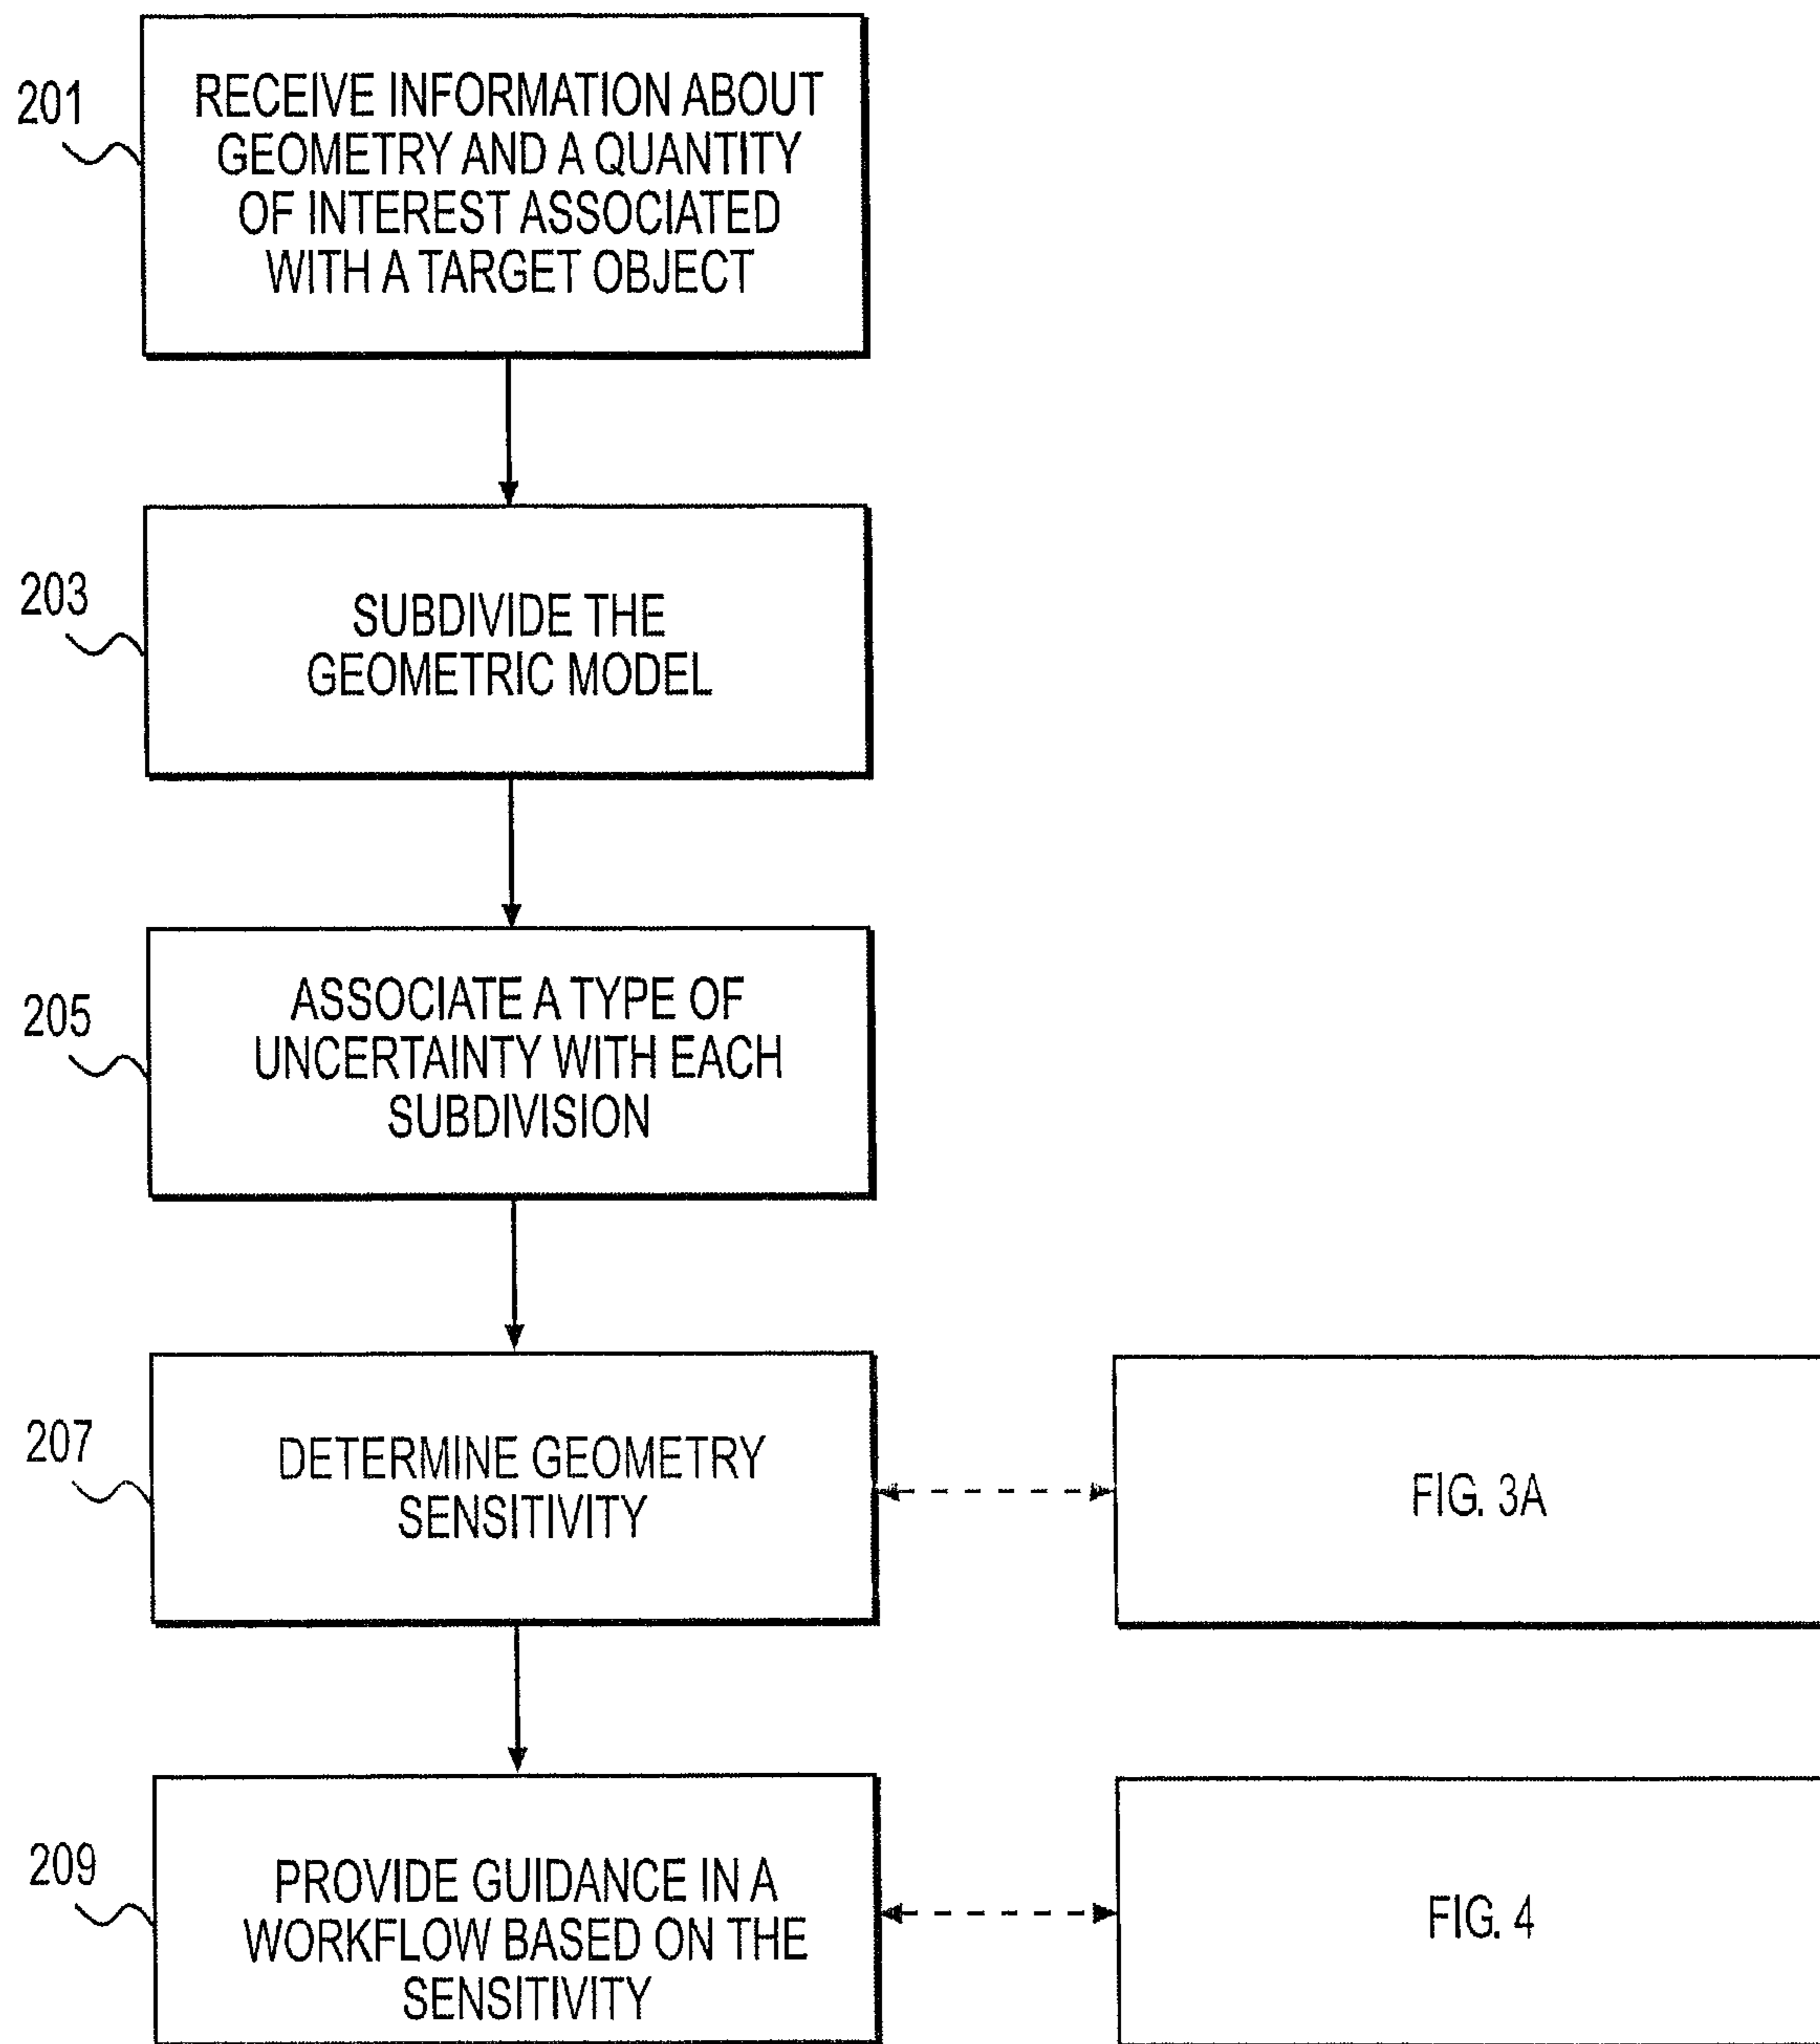 201
RECEIVE INFORMATION ABOUT
GEOMETRY AND A QUANTITY
OF INTEREST ASSOCIATED
WITH A TARGET OBJECT
203
SUBDIVIDE THE
GEOMETRIC MODEL
205
ASSOCIATE A TYPE OF
UNCERTAINTY WITH EACH
SUBDIVISION
207
DETERMINE GEOMETRY
SENSITIVITY
FIG. 3A
209
PROVIDE GUIDANCE IN A
WORKFLOW BASED ON THE
SENSITIVITY
FIG. 4